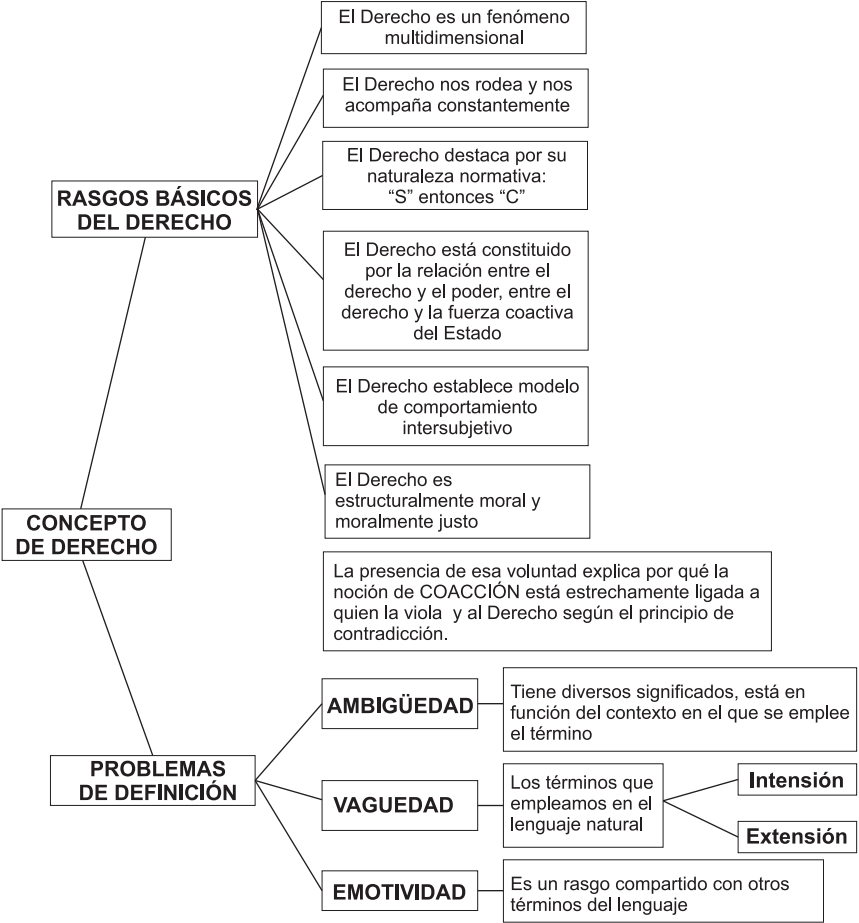 El Derecho es un fenómeno
multidimensional
El Derecho nos rodea y nos
acompaña constantemente
El Derecho destaca por su
naturaleza normativa:
“S” entonces “C”
RASGOS BÁSICOS
DEL DERECHO
El Derecho está constituido
por la relación entre el
derecho y el poder, entre el
derecho y la fuerza coactiva
del Estado
El Derecho establece modelo
de comportamiento
intersubjetivo
El Derecho es
estructuralmente moral y
moralmente justo
CONCEPTO
DE DERECHO
La presencia de esa voluntad explica por qué la
noción de COACCIÓN está estrechamente ligada a
quien la viola y al Derecho según el principio de
contradicción.
PROBLEMAS
DE DEFINICIÓN
AMBIGÜEDAD
Tiene diversos significados, está en
función del contexto en el que se emplee
el término
VAGUEDAD
Los términos que
empleamos en el
lenguaje natural
Intensión
Extensión
EMOTIVIDAD
Es un rasgo compartido con otros
términos del lenguaje